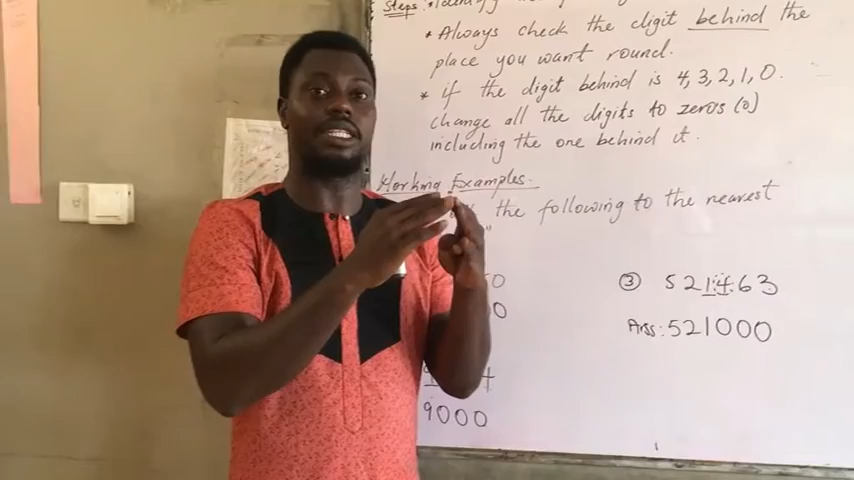 Steps:
* Always check the digit behind the
place you want round.
* if the digit behind is 4,3,2,1,0.
change all the digits to zeros (0)
including the one behind it.
Working Examples.
the following to the nearest
③ 521463
Ans: 521000
9000